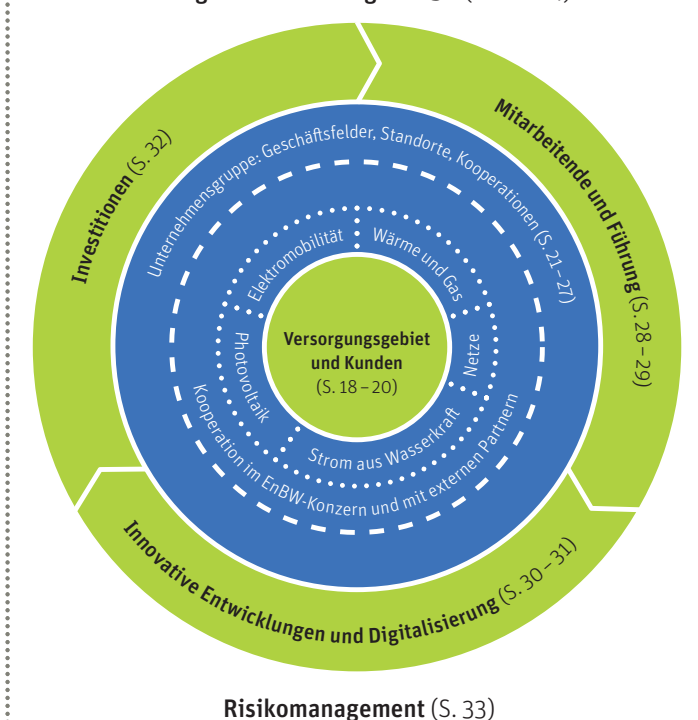 Mitarbeitende und Führung (S. 28–29)
Investitionen (S. 32)
Unternehmensgruppe: Geschäftsfelder, Standorte, Kooperationen (S. 21–27)
Elektromobilität
Wärme und Gas
Versorgungsgebiet
und Kunden
(S. 18–20)
Photovoltaik
Netze
Strom aus Wasserkraft
Kooperation im EnBW-Konzern und mit externen Partnern
Innovative Entwicklungen und Digitalisierung (S. 30–31)
Risikomanagement (S. 33)